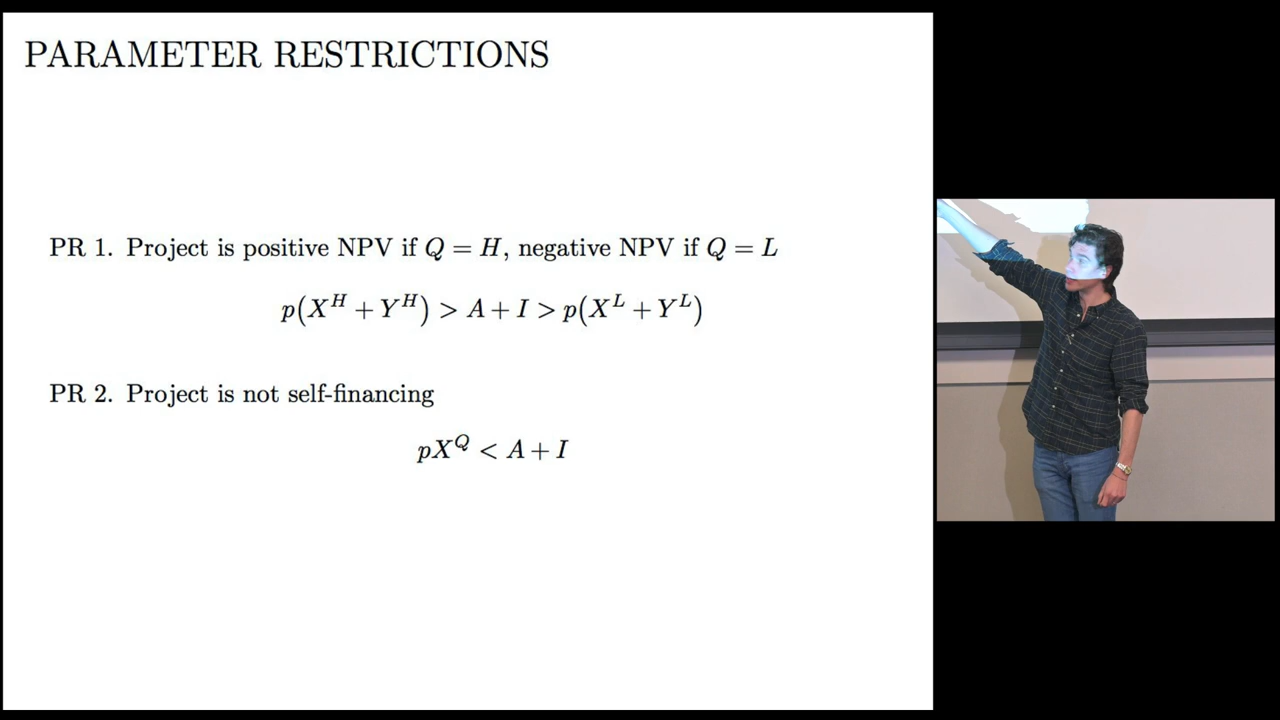 PARAMETER RESTRICTIONS
PR 1. Project is positive NPV if Q = H, negative NPV if Q = L
p(X^H + Y^H) > A + I > p(X^L + Y^L)
PR 2. Project is not self-financing
pX^Q < A + I